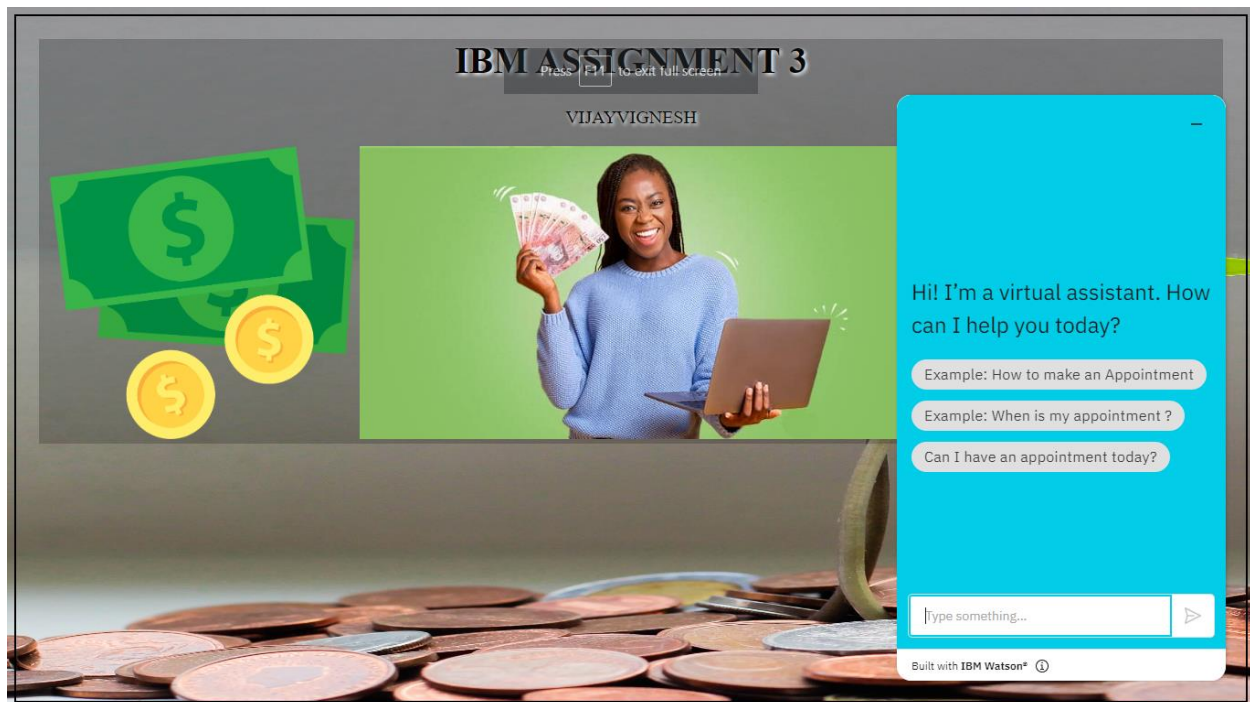 IBM ASSIGNMENT 3
Press F11 to exit full screen
VIJAYVIGNESH
$
$
$
$
Hi! I’m a virtual assistant. How
can I help you today?
Example: How to make an Appointment
Example: When is my appointment ?
Can I have an appointment today?
Type something...
Built with IBM Watson®